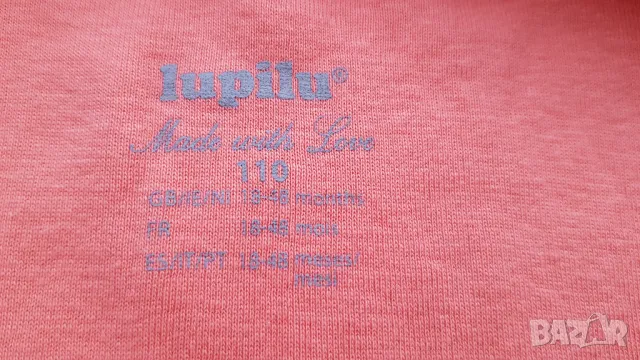 lupilu®
Made with Love
110
GB/IE/NI 18-48 months
FR 18-48 mois
ES/IT/PT 18-48 meses/
mesi
BAZAR